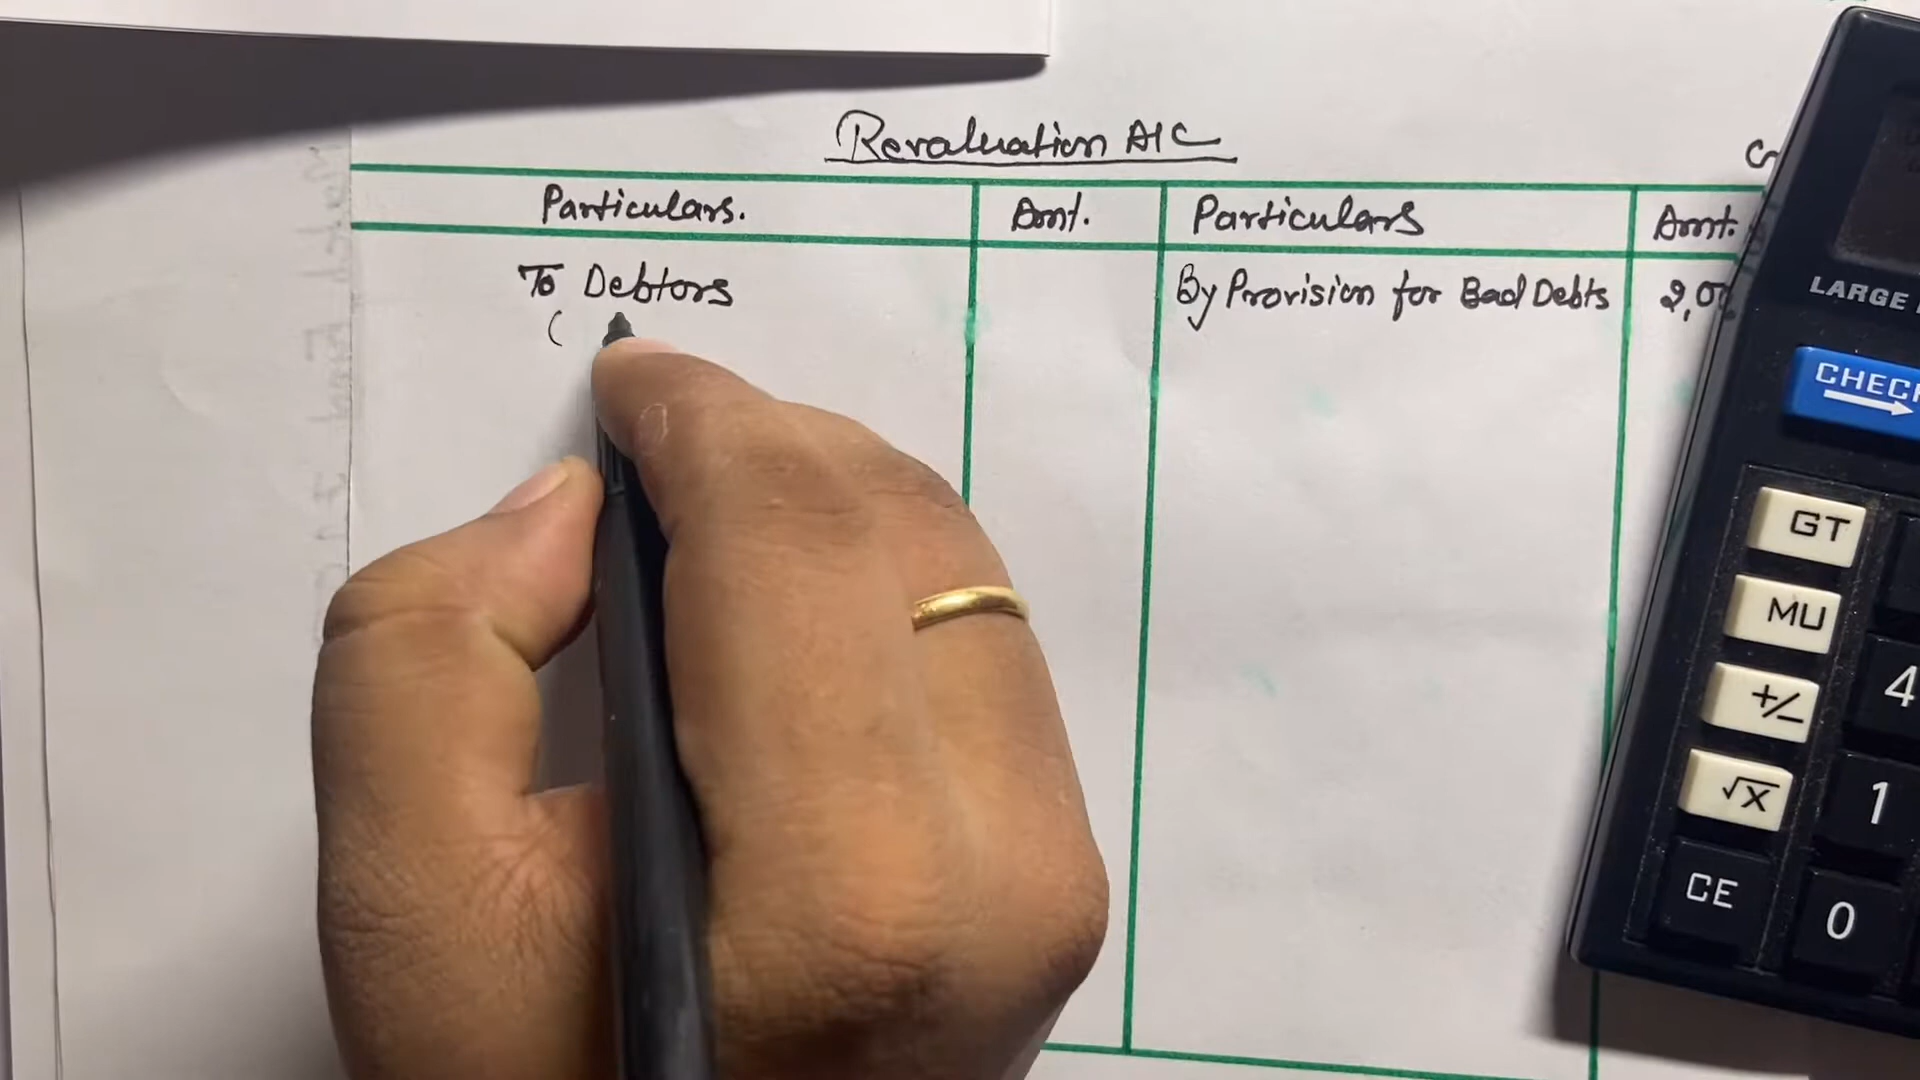 Revaluation A/C
Particulars. Amt. Particulars Amt.
To Debtors By Provision for Bad Debts
(
LARGE
CHECK
GT
MU
+/-
4
√X
1
CE
0